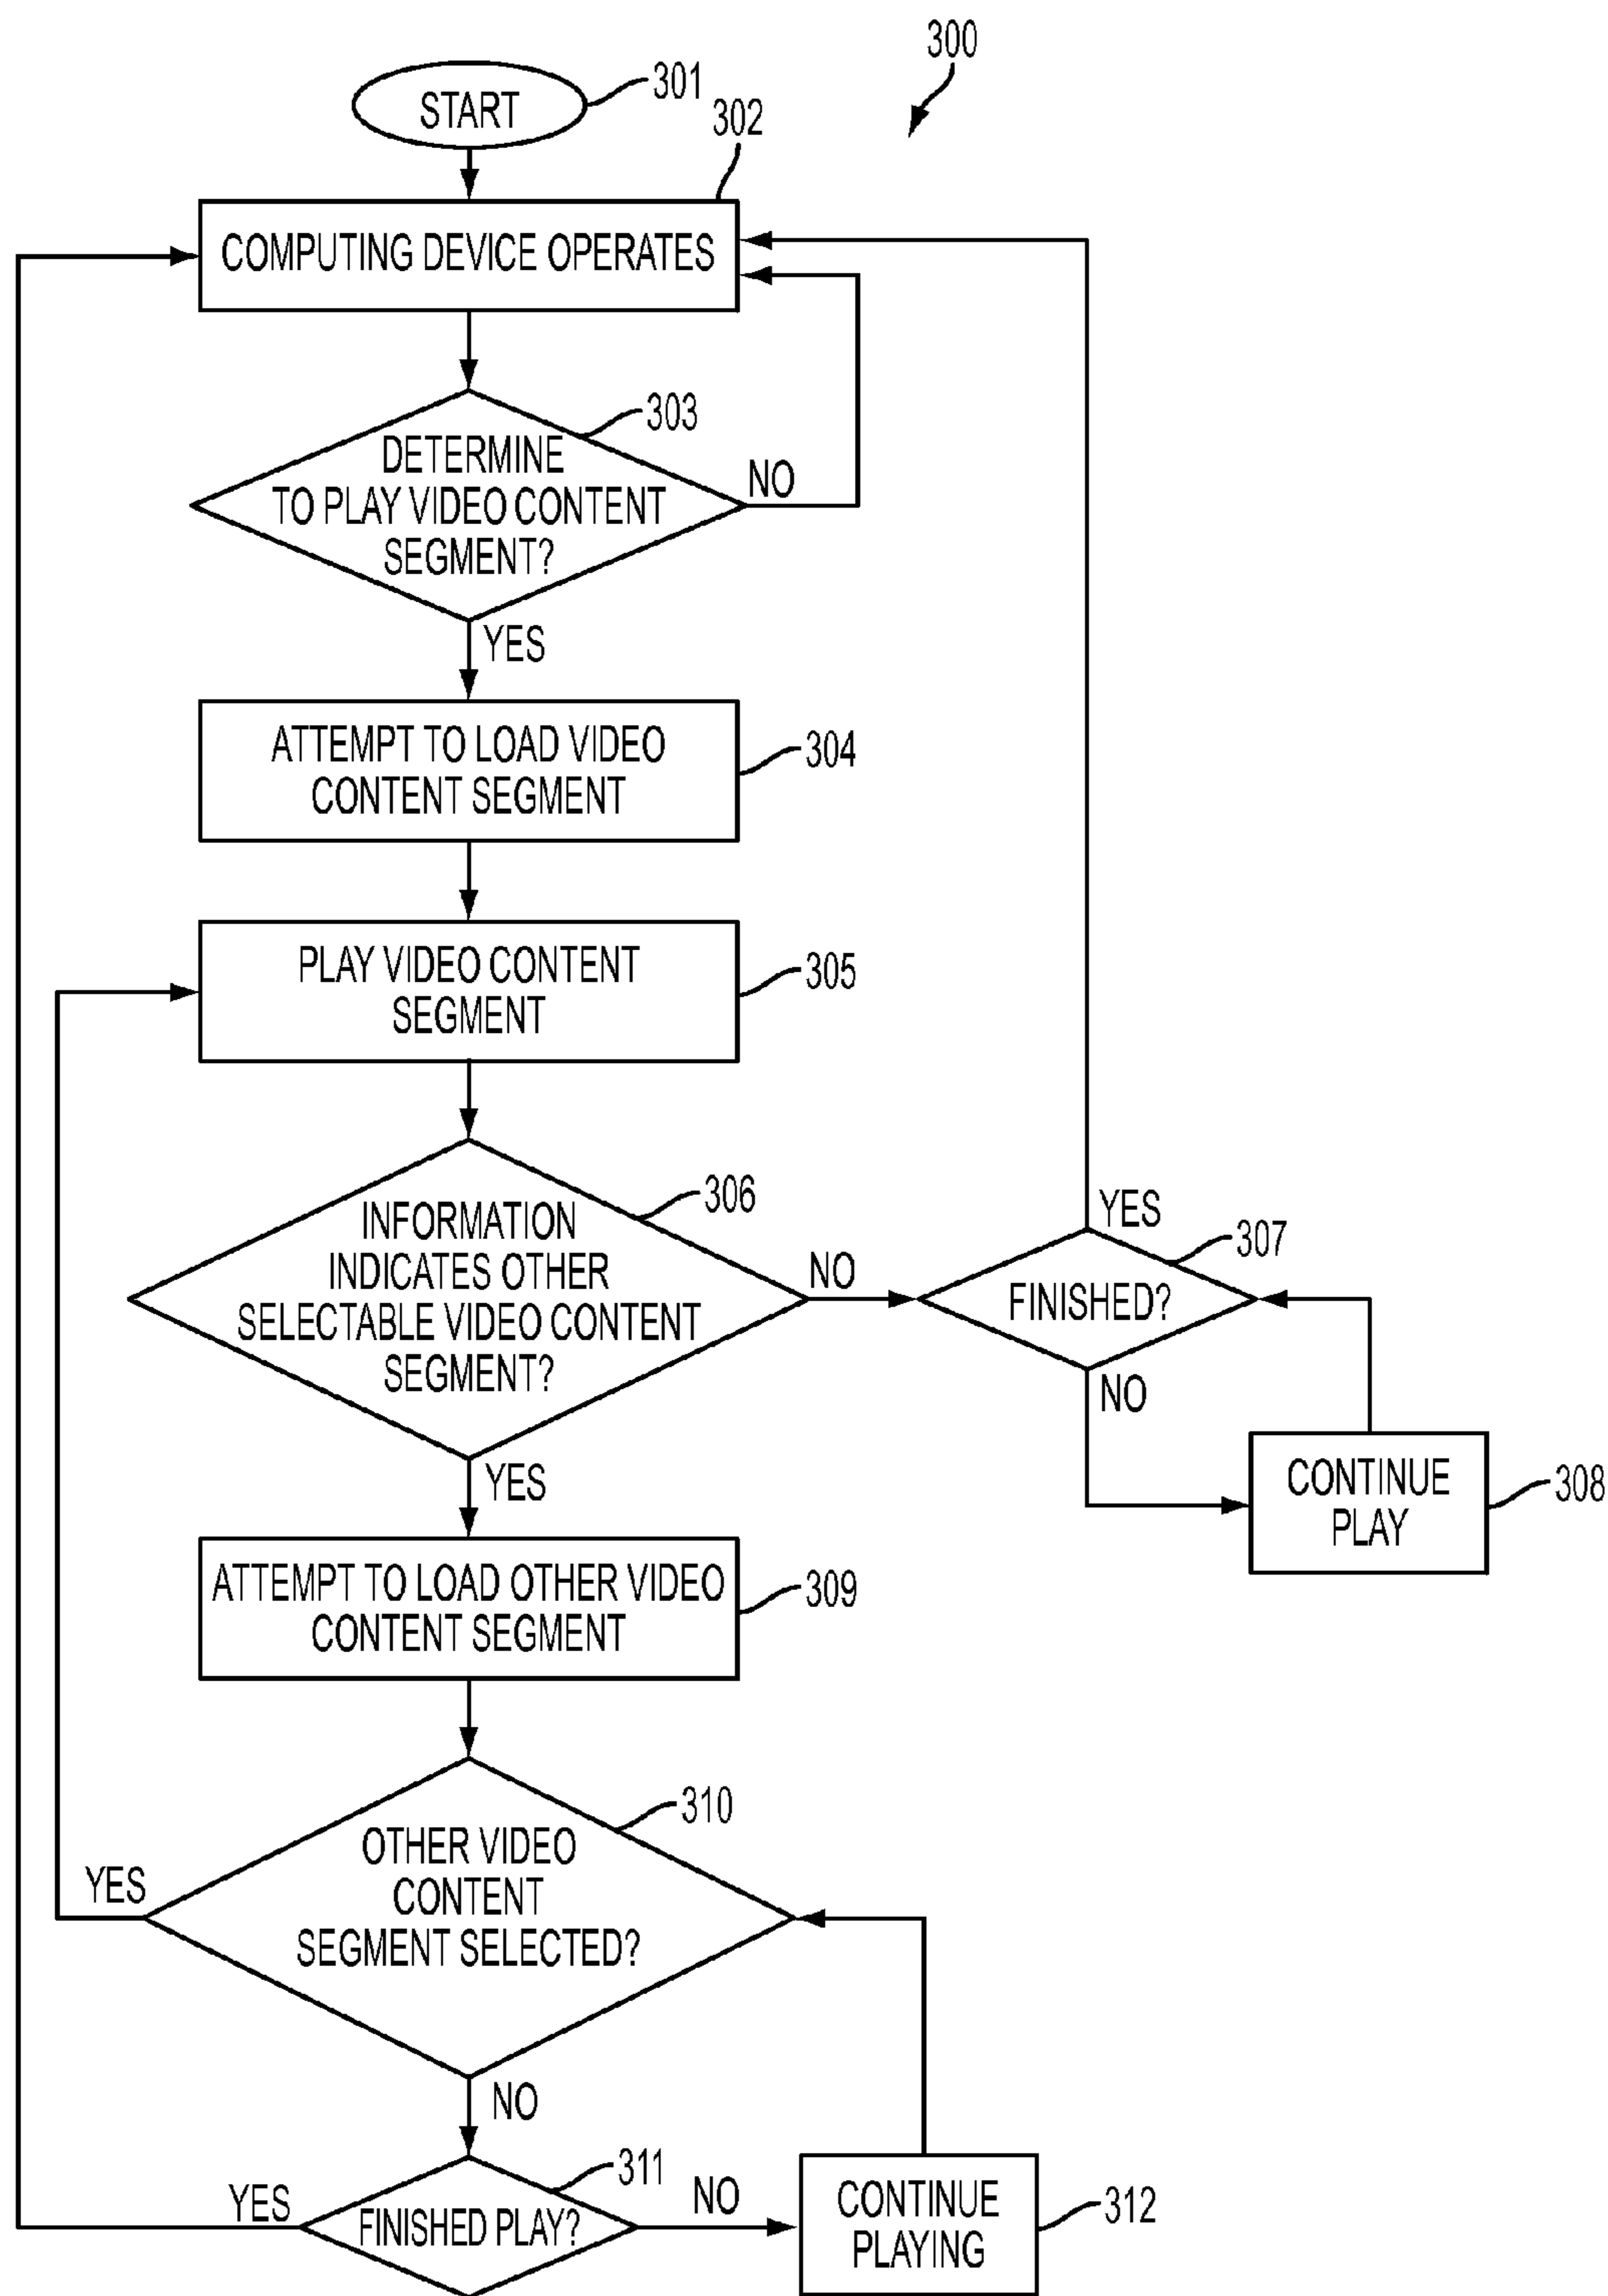 300
START
301
302
COMPUTING DEVICE OPERATES
303
DETERMINE
TO PLAY VIDEO CONTENT
SEGMENT?
NO
YES
ATTEMPT TO LOAD VIDEO
CONTENT SEGMENT
304
PLAY VIDEO CONTENT
SEGMENT
305
306
INFORMATION
INDICATES OTHER
SELECTABLE VIDEO CONTENT
SEGMENT?
NO
YES
307
FINISHED?
NO
CONTINUE
PLAY
308
YES
ATTEMPT TO LOAD OTHER VIDEO
CONTENT SEGMENT
309
310
OTHER VIDEO
CONTENT
SEGMENT SELECTED?
YES
NO
311
FINISHED PLAY?
YES
NO
CONTINUE
PLAYING
312